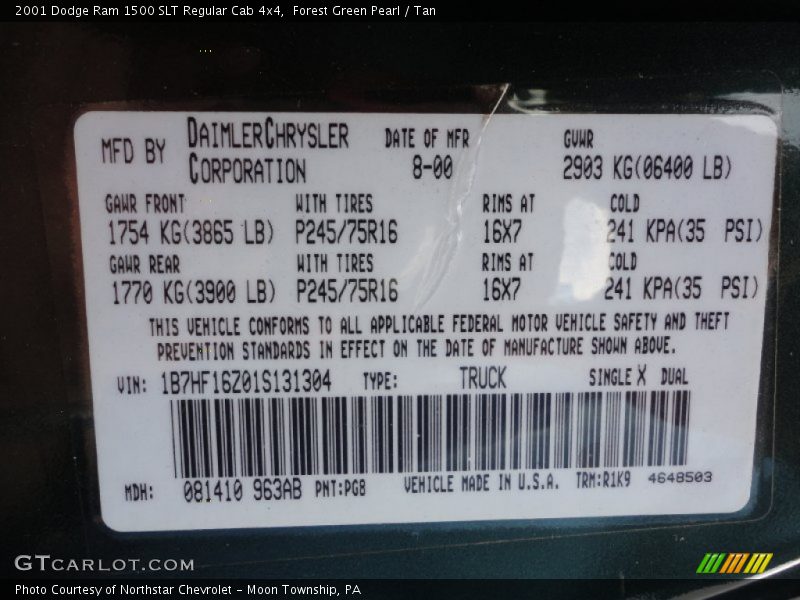 2001 Dodge Ram 1500 SLT Regular Cab 4x4,  Forest Green Pearl / Tan
MFD BY DAIMLERCHRYSLER CORPORATION DATE OF MFR 8-00 GVWR 2903 KG(06400 LB)
GAWR FRONT WITH TIRES RIMS AT COLD
1754 KG(3865 LB) P245/75R16 16X7 241 KPA(35 PSI)
GAWR REAR WITH TIRES RIMS AT COLD
1770 KG(3900 LB) P245/75R16 16X7 241 KPA(35 PSI)
THIS VEHICLE CONFORMS TO ALL APPLICABLE FEDERAL MOTOR VEHICLE SAFETY AND THEFT
PREVENTION STANDARDS IN EFFECT ON THE DATE OF MANUFACTURE SHOWN ABOVE.
VIN: 1B7HF16Z01S131304 TYPE: TRUCK SINGLE X DUAL
MDH: 081410 963AB PNT:PG8 VEHICLE MADE IN U.S.A. TRM:R1K9 4648503
GTCARLOT.COM
Photo Courtesy of Northstar Chevrolet - Moon Township, PA